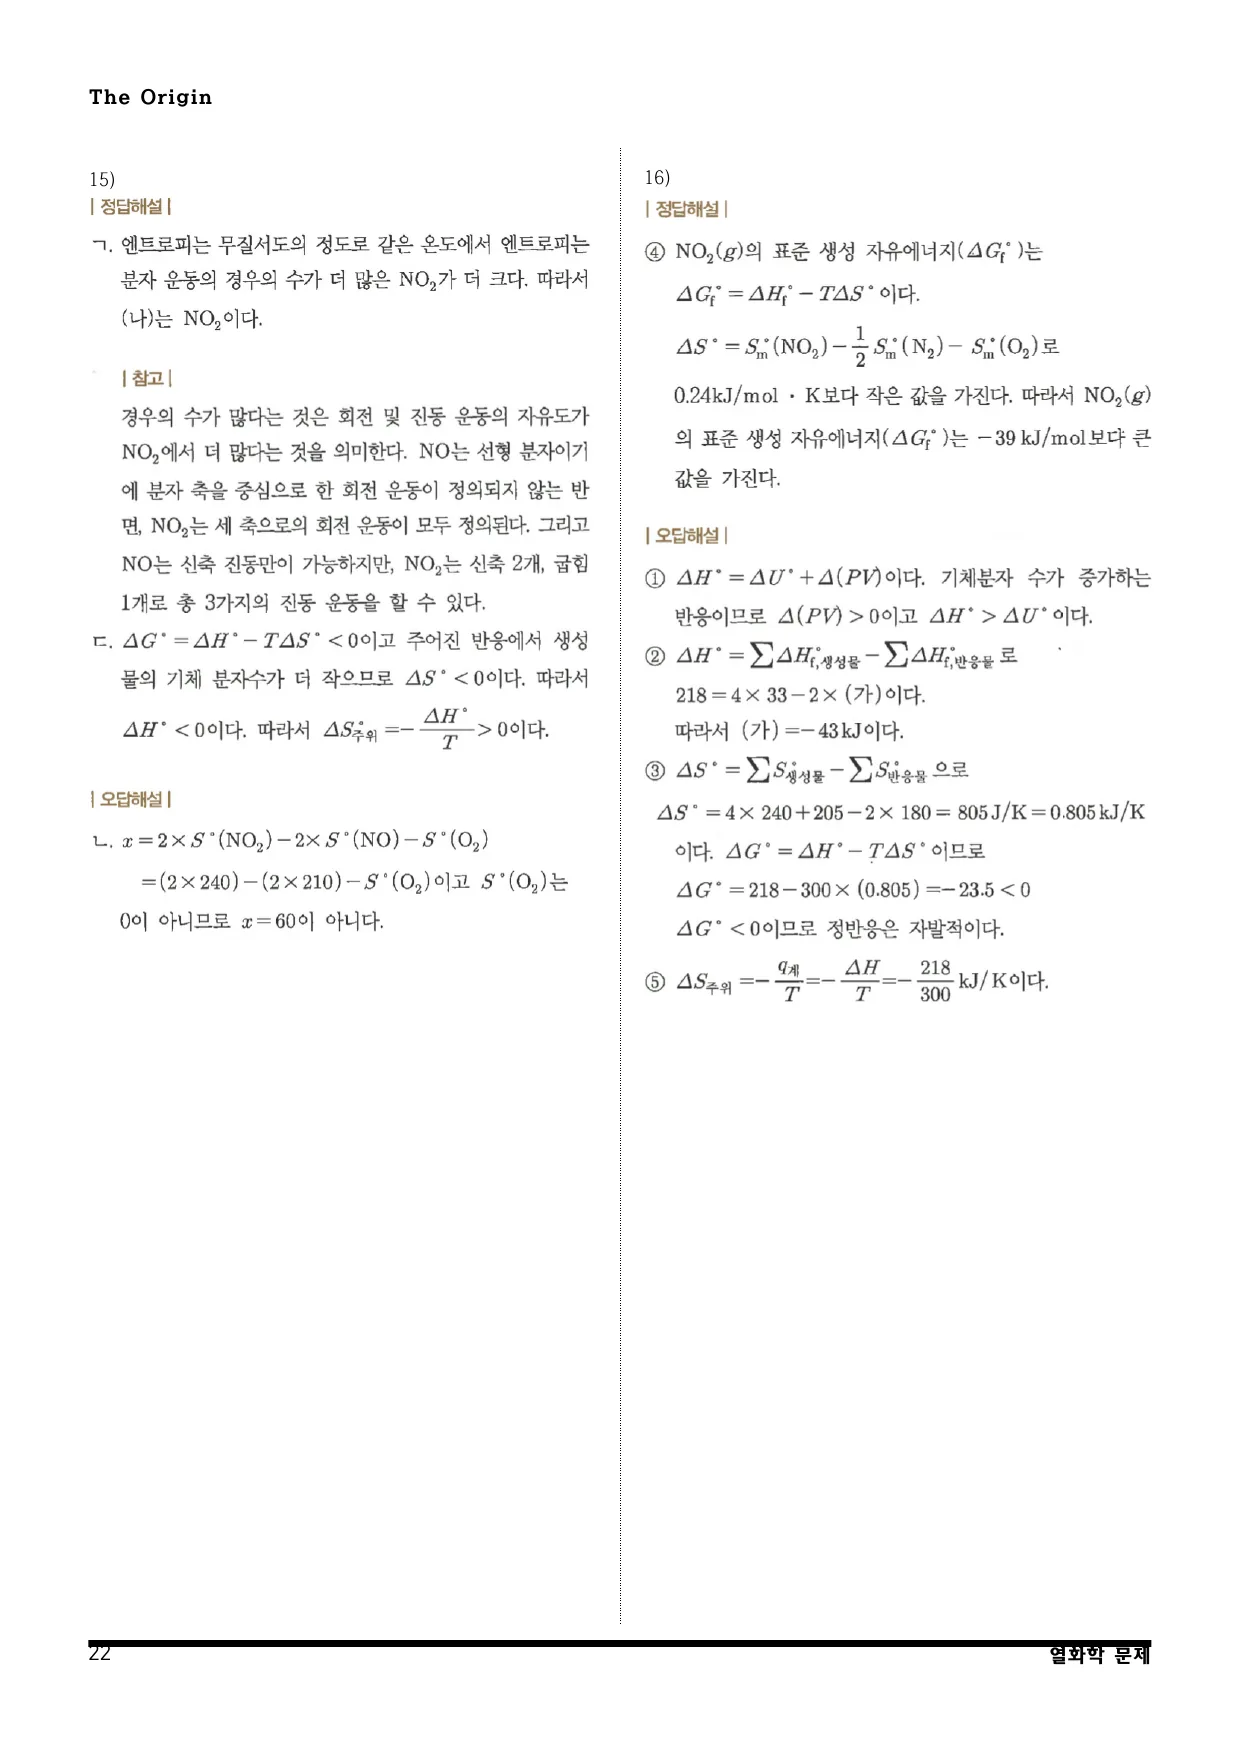 The Origin
15)
| 정답해설 |
ㄱ. 엔트로피는 무질서도의 정도로 같은 온도에서 엔트로피는
분자 운동의 경우의 수가 더 많은 NO₂가 더 크다. 따라서
(나)는 NO₂이다.
| 참고 |
경우의 수가 많다는 것은 회전 및 진동 운동의 자유도가
NO₂에서 더 많다는 것을 의미한다. NO는 선형 분자이기
에 분자 축을 중심으로 한 회전 운동이 정의되지 않는 반
면, NO₂는 세 축으로의 회전 운동이 모두 정의된다. 그리고
NO는 신축 진동만이 가능하지만, NO₂는 신축 2개, 굽힘
1개로 총 3가지의 진동 운동을 할 수 있다.
ㄷ. ΔG° = ΔH° − TΔS° < 0이고 주어진 반응에서 생성
물의 기체 분자수가 더 작으므로 ΔS° < 0이다. 따라서
ΔH° < 0이다. 따라서 ΔS°주위 = − ΔH°/T > 0이다.
| 오답해설 |
ㄴ. x = 2 × S°(NO₂) − 2 × S°(NO) − S°(O₂)
= (2 × 240) − (2 × 210) − S°(O₂)이고 S°(O₂)는
0이 아니므로 x = 60이 아니다.
16)
| 정답해설 |
④ NO₂(g)의 표준 생성 자유에너지(ΔGf°)는
ΔGf° = ΔHf° − TΔS°이다.
ΔS° = Sm°(NO₂) − 1/2 Sm°(N₂) − Sm°(O₂)로
0.24kJ/mol · K보다 작은 값을 가진다. 따라서 NO₂(g)
의 표준 생성 자유에너지(ΔGf°)는 −39 kJ/mol보다 큰
값을 가진다.
| 오답해설 |
① ΔH° = ΔU° + Δ(PV)이다. 기체분자 수가 증가하는
반응이므로 Δ(PV) > 0이고 ΔH° > ΔU°이다.
② ΔH° = ∑ΔH°f,생성물 − ∑ΔH°f,반응물로
218 = 4 × 33 − 2 × (가)이다.
따라서 (가) = −43kJ이다.
③ ΔS° = ∑S°생성물 − ∑S°반응물으로
ΔS° = 4 × 240 + 205 − 2 × 180 = 805J/K = 0.805kJ/K
이다. ΔG° = ΔH° − TΔS°이므로
ΔG° = 218 − 300 × (0.805) = −23.5 < 0
ΔG° < 0이므로 정반응은 자발적이다.
⑤ ΔS주위 = − q계/T = − ΔH/T = − 218/300 kJ/K이다.
22
열화학 문제